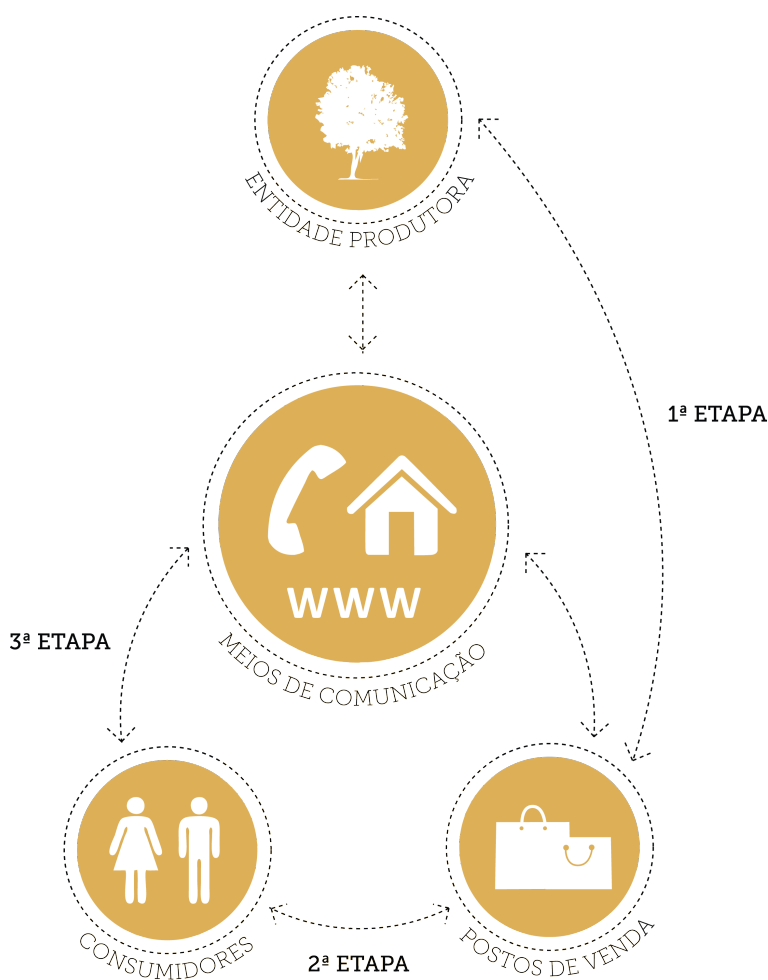 ENTIDADE PRODUTORA
1ª ETAPA
WWW
3ª ETAPA
MEIOS DE COMUNICAÇÃO
CONSUMIDORES
2ª ETAPA
POSTOS DE VENDA